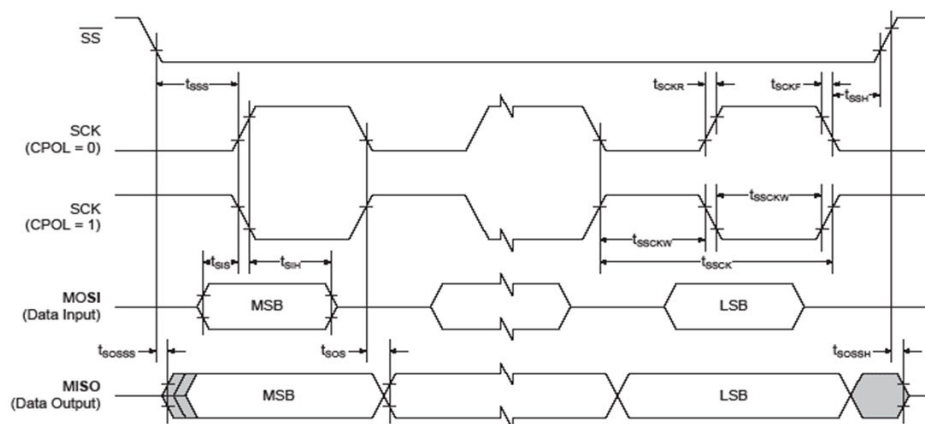 SS
tSSS
tSCKR
tSCKF
tSSH
SCK
(CPOL = 0)
SCK
(CPOL = 1)
tSSCKW
tSSCKW
tSIS
tSIH
tSSCK
MOSI
(Data Input)
MSB
LSB
tSOSSS
tSOS
tSOSSH
MISO
(Data Output)
MSB
LSB